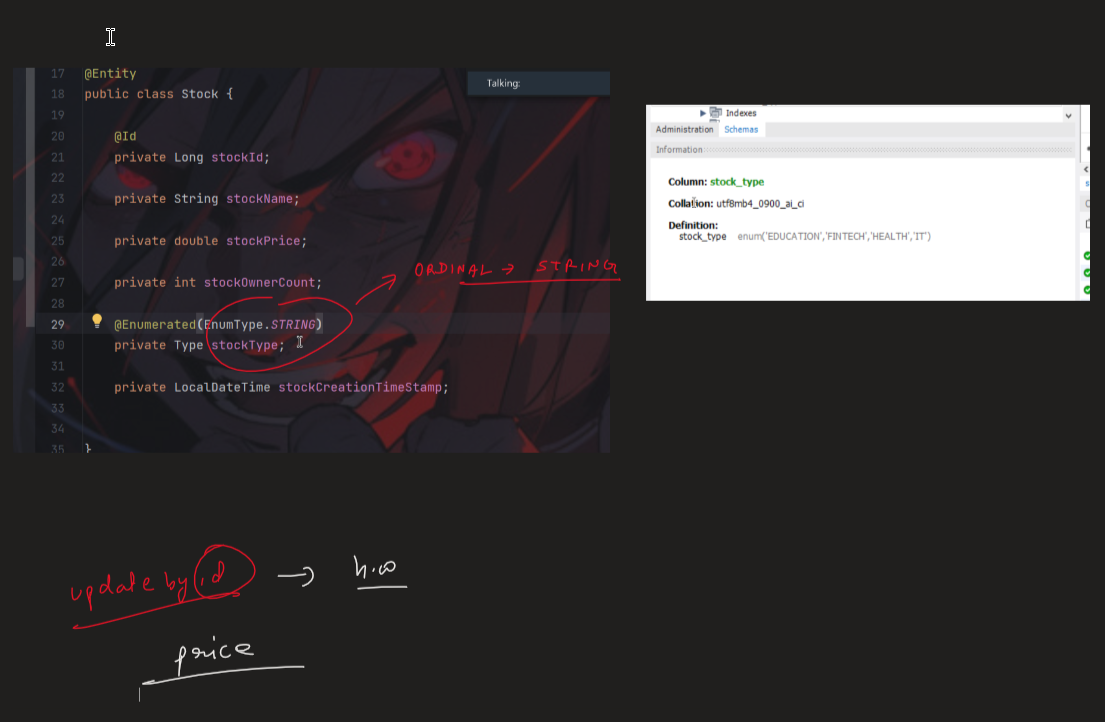 17 @Entity
Talking:
18 public class Stock {
19
20 @Id
21 private Long stockId;
22
23 private String stockName;
24
25 private double stockPrice;
26
27 private int stockOwnerCount;
28
29 @Enumerated(EnumType.STRING)
30 private Type stockType;
31
32 private LocalDateTime stockCreationTimeStamp;
33
34
35 }
ORDINAL → STRING
Indexes
Administration Schemas
Information
Column: stock_type
Collation: utf8mb4_0900_ai_ci
Definition:
stock_type enum('EDUCATION','FINTECH','HEALTH','IT')
update by id → h.w
price